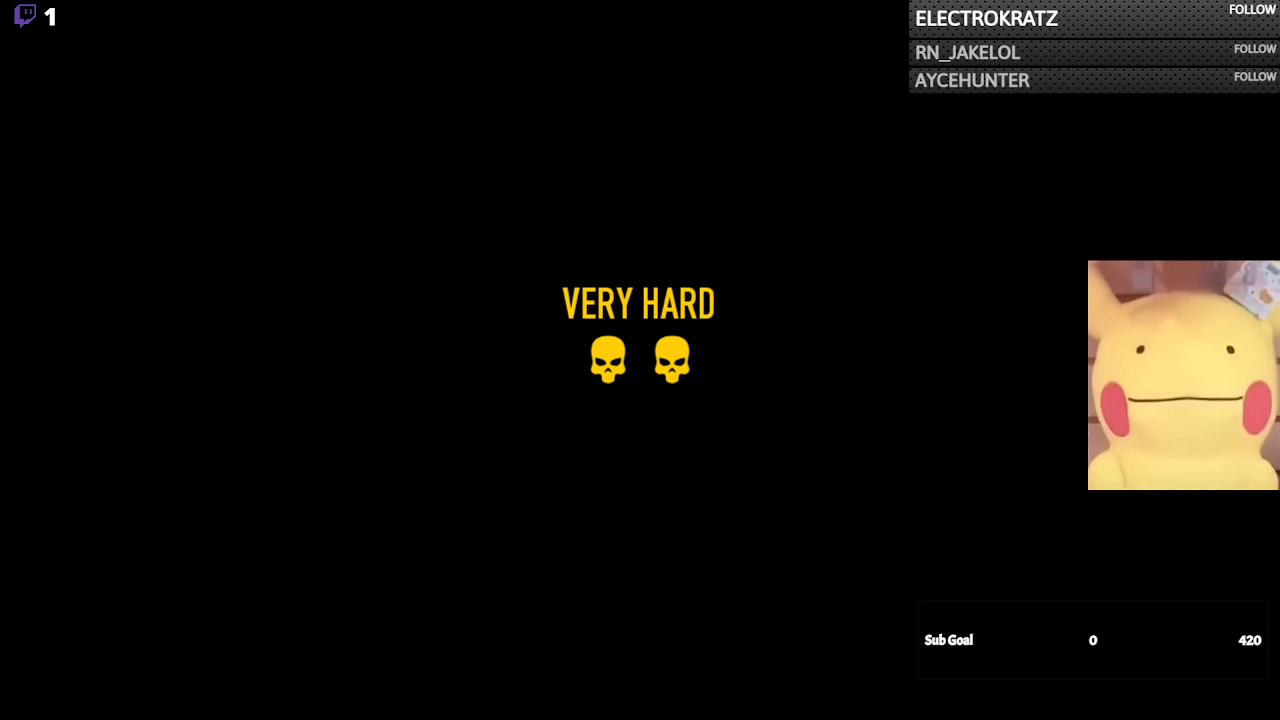 1
ELECTROKRATZ FOLLOW
RN_JAKELOL FOLLOW
AYCEHUNTER FOLLOW
VERY HARD
Sub Goal 0 420